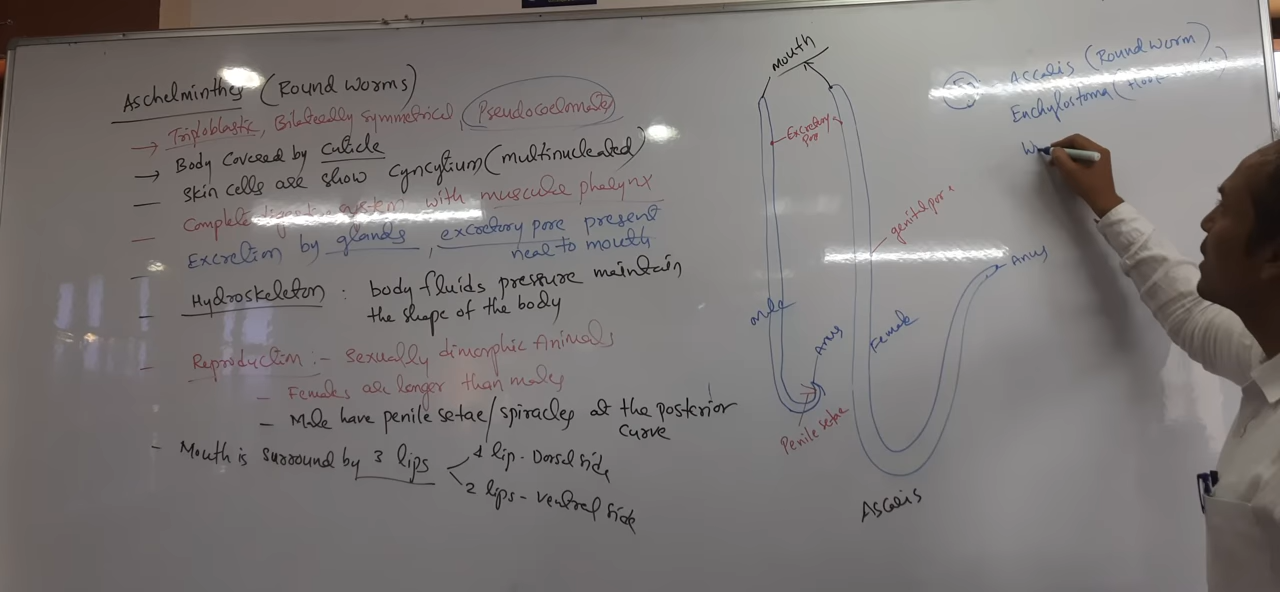 Aschelminthes (Round worms)
→ Triploblastic, Bilaterally symmetrical, Pseudocoelomate
→ Body covered by cuticle
— Skin cells are show cyncytium (multinucleated)
— Complete digestive system with muscular pharynx
— Excretion by glands, excretory pore present
near to mouth
— Hydroskeleton : body fluids pressure maintain
the shape of the body
— Reproduction :- Sexually dimorphic Animals
- Females are longer than males
- Male have penile setae/spiracles at the posterior
curve
- Mouth is surround by 3 lips
1 lip - Dorsal side
2 lips - ventral side
mouth
Excretory
pore
genital pore
male
Female
Anus
Anus
Penile setae
Ascaris
Ascaris (Round worm)
Enchylostoma (